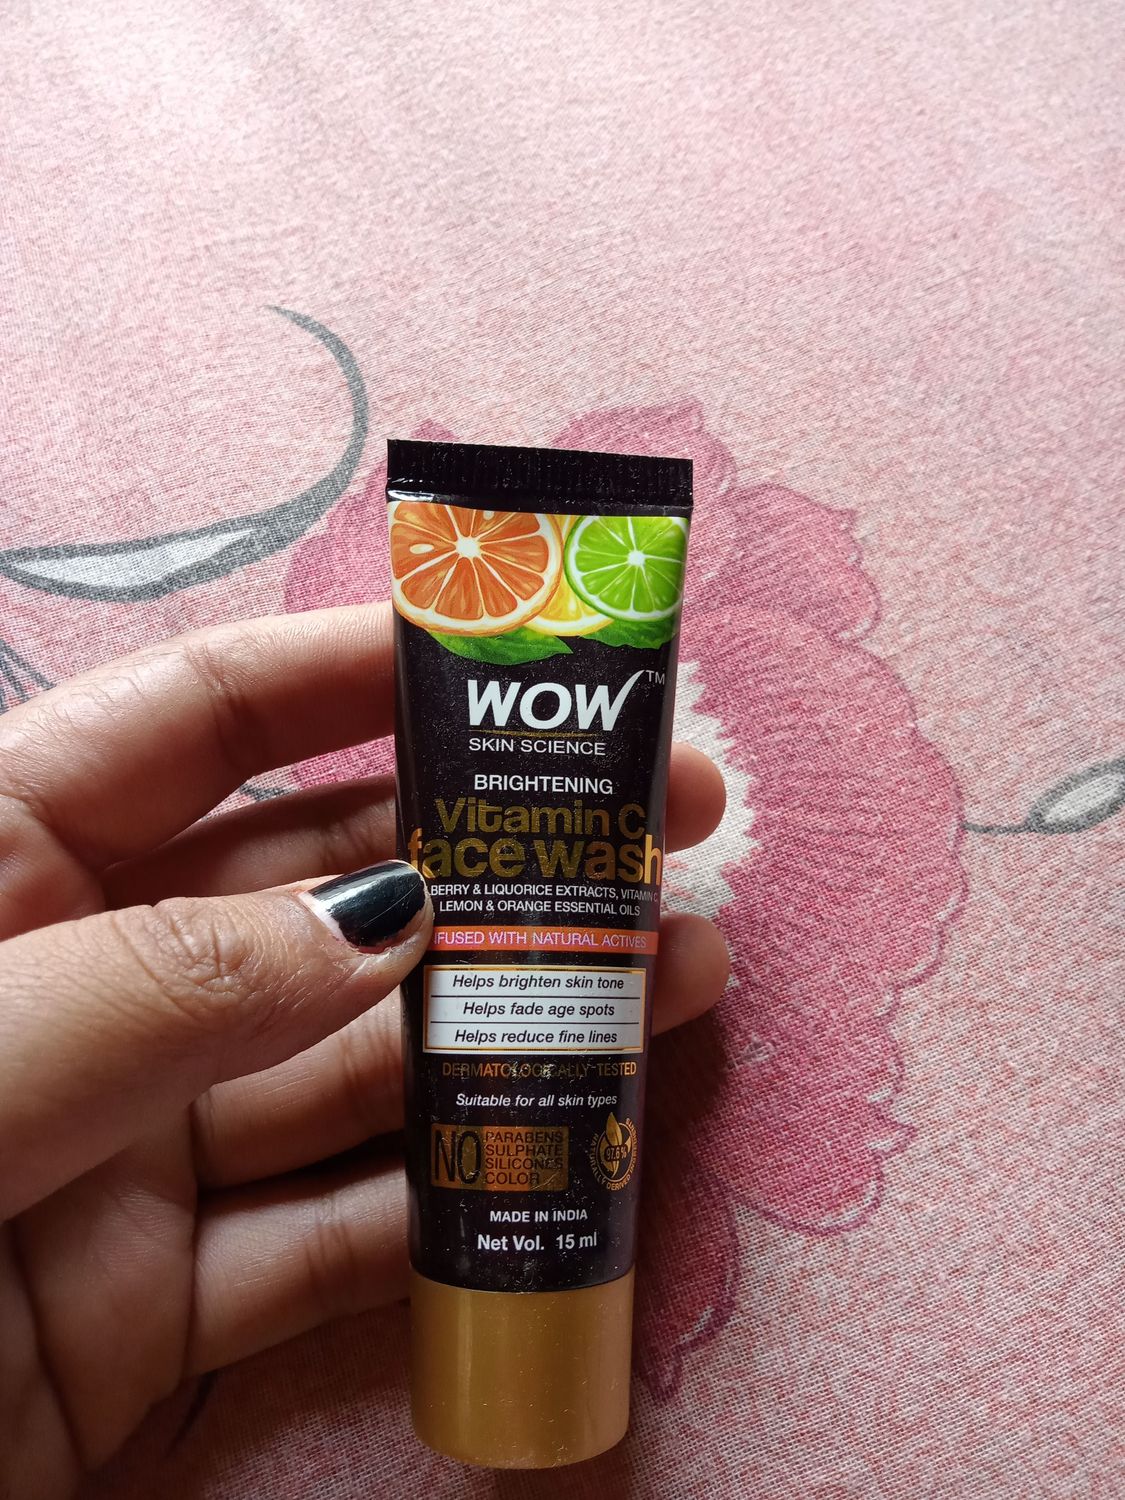 WOW™
SKIN SCIENCE
BRIGHTENING
Vitamin C
face wash
BERRY & LIQUORICE EXTRACTS, VITAMIN C,
LEMON & ORANGE ESSENTIAL OILS
FUSED WITH NATURAL ACTIVES
Helps brighten skin tone
Helps fade age spots
Helps reduce fine lines
DERMATOLOGICALLY TESTED
Suitable for all skin types
NO
PARABENS
SULPHATE
SILICONES
COLOR
NATURALLY DERIVED
MADE IN INDIA
Net Vol. 15 ml